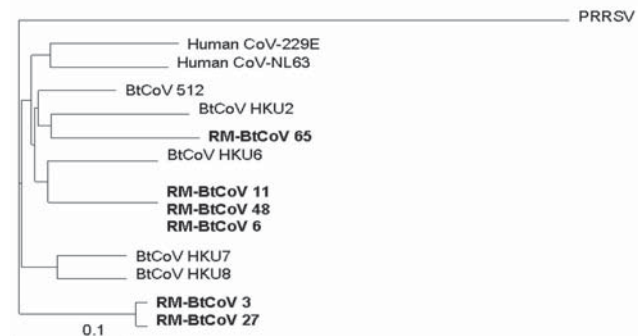 PRRSV
Human CoV-229E
Human CoV-NL63
BtCoV 512
BtCoV HKU2
RM-BtCoV 65
BtCoV HKU6
RM-BtCoV 11
RM-BtCoV 48
RM-BtCoV 6
BtCoV HKU7
BtCoV HKU8
RM-BtCoV 3
RM-BtCoV 27
0.1